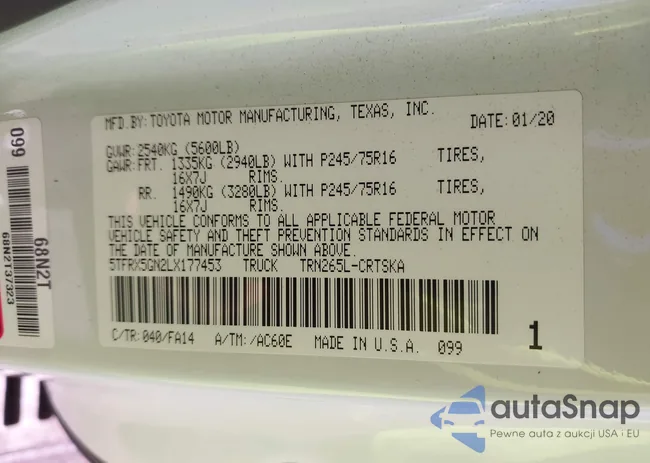 MFD.BY:TOYOTA MOTOR MANUFACTURING, TEXAS, INC.
DATE:01/20
GVWR:2540KG (5600LB)
GAWR:FRT. 1335KG (2940LB) WITH P245/75R16 TIRES,
16X7J RIMS.
RR. 1490KG (3280LB) WITH P245/75R16 TIRES,
16X7J RIMS.
THIS VEHICLE CONFORMS TO ALL APPLICABLE FEDERAL MOTOR
VEHICLE SAFETY AND THEFT PREVENTION STANDARDS IN EFFECT ON
THE DATE OF MANUFACTURE SHOWN ABOVE.
5TFRX5GN2LX177453 TRUCK TRN265L-CRTSKA
C/TR:040/FA14 A/TM:/AC60E MADE IN U.S.A. 099
1
099
68N2T
68N2T37323
autaSnap
Pewne auta z aukcji USA i EU